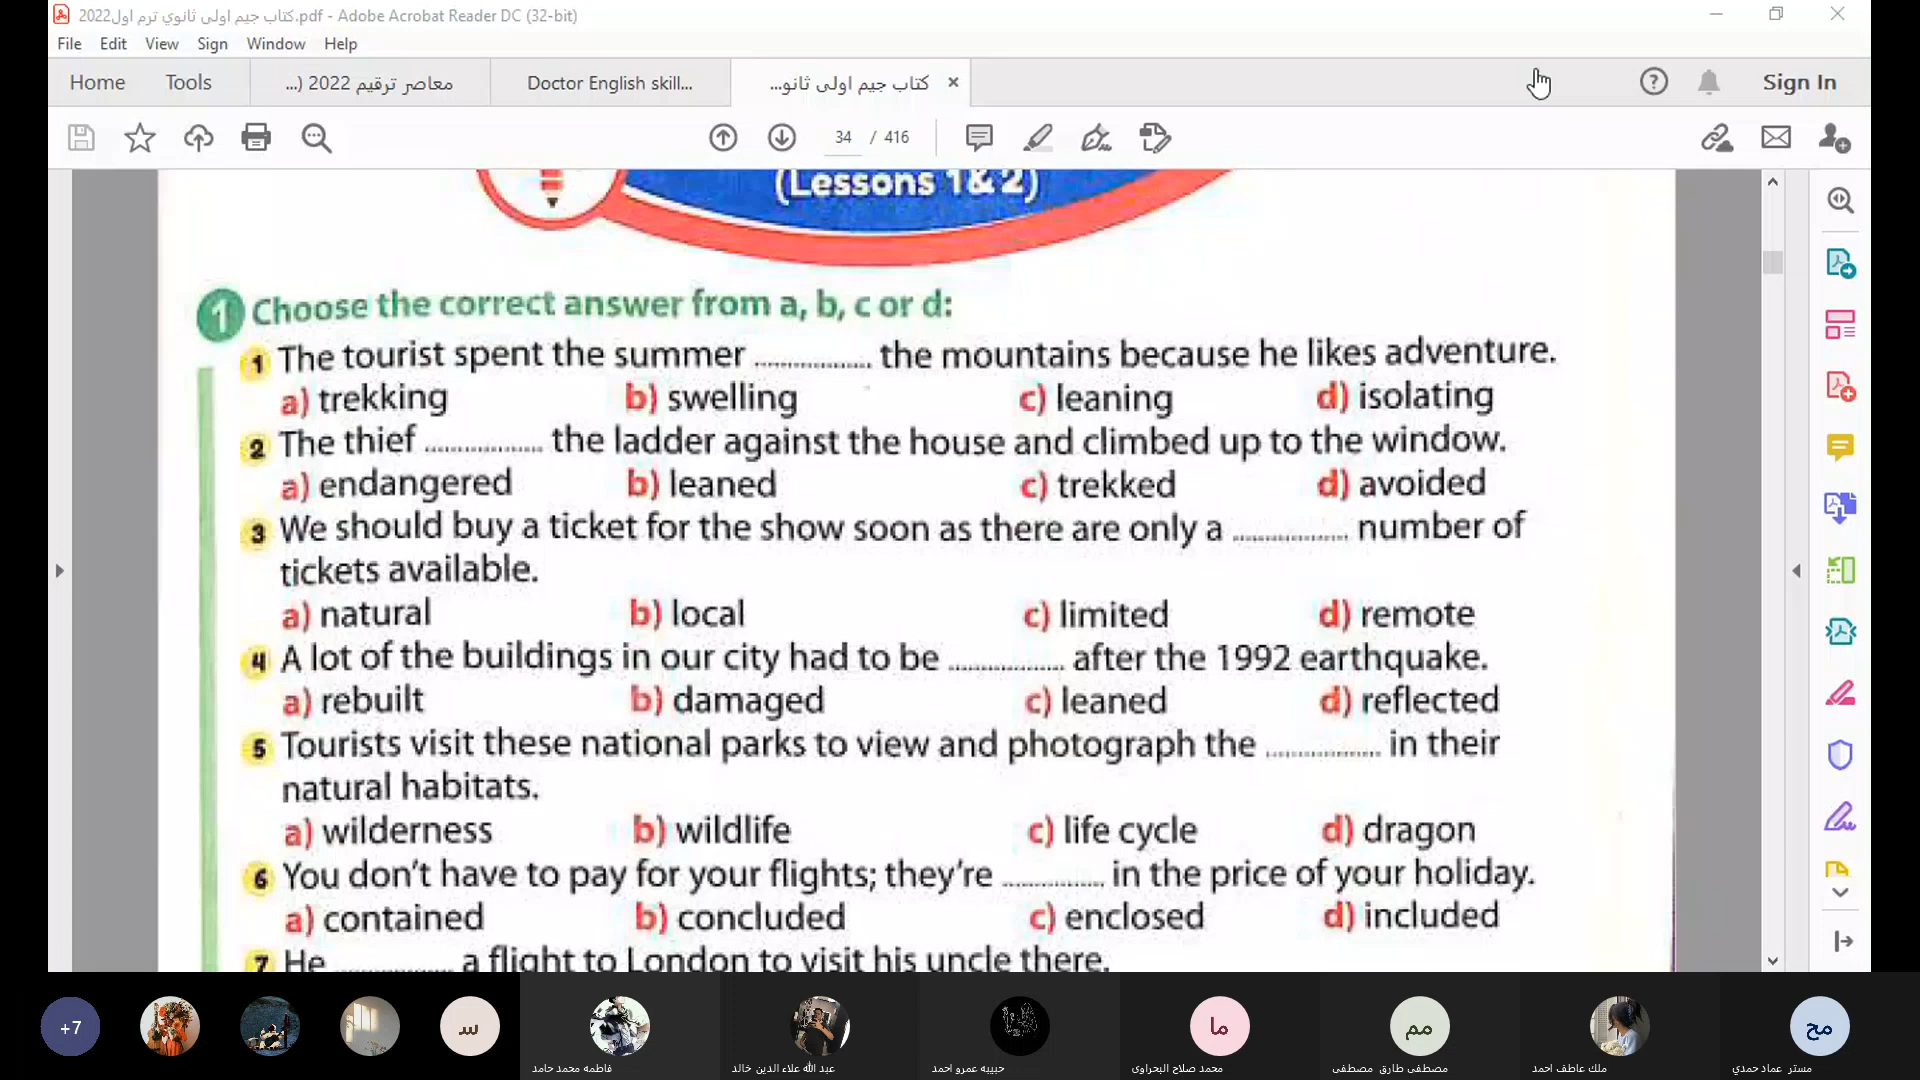 كتاب جيم اولى ثانوي ترم اول2022.pdf - Adobe Acrobat Reader DC (32-bit)
File Edit View Sign Window Help
Home Tools معاصر ترقيم 2022 (... Doctor English skill... كتاب جيم اولى ثانو... × Sign In
34 / 416
(Lessons 1&2)
1 Choose the correct answer from a, b, c or d:
1 The tourist spent the summer ................. the mountains because he likes adventure.
a) trekking b) swelling c) leaning d) isolating
2 The thief ................. the ladder against the house and climbed up to the window.
a) endangered b) leaned c) trekked d) avoided
3 We should buy a ticket for the show soon as there are only a ................. number of
tickets available.
a) natural b) local c) limited d) remote
4 A lot of the buildings in our city had to be ................. after the 1992 earthquake.
a) rebuilt b) damaged c) leaned d) reflected
5 Tourists visit these national parks to view and photograph the ................. in their
natural habitats.
a) wilderness b) wildlife c) life cycle d) dragon
6 You don't have to pay for your flights; they're ............... in the price of your holiday.
a) contained b) concluded c) enclosed d) included
7 He ................. a flight to London to visit his uncle there.
+7 س ما مم مح
فاطمه محمد حامد عبد الله علاء الدين خالد حبيبه عمرو احمد محمد صلاح البحراوى مصطفى طارق مصطفى ملك عاطف احمد مستر عماد حمدي